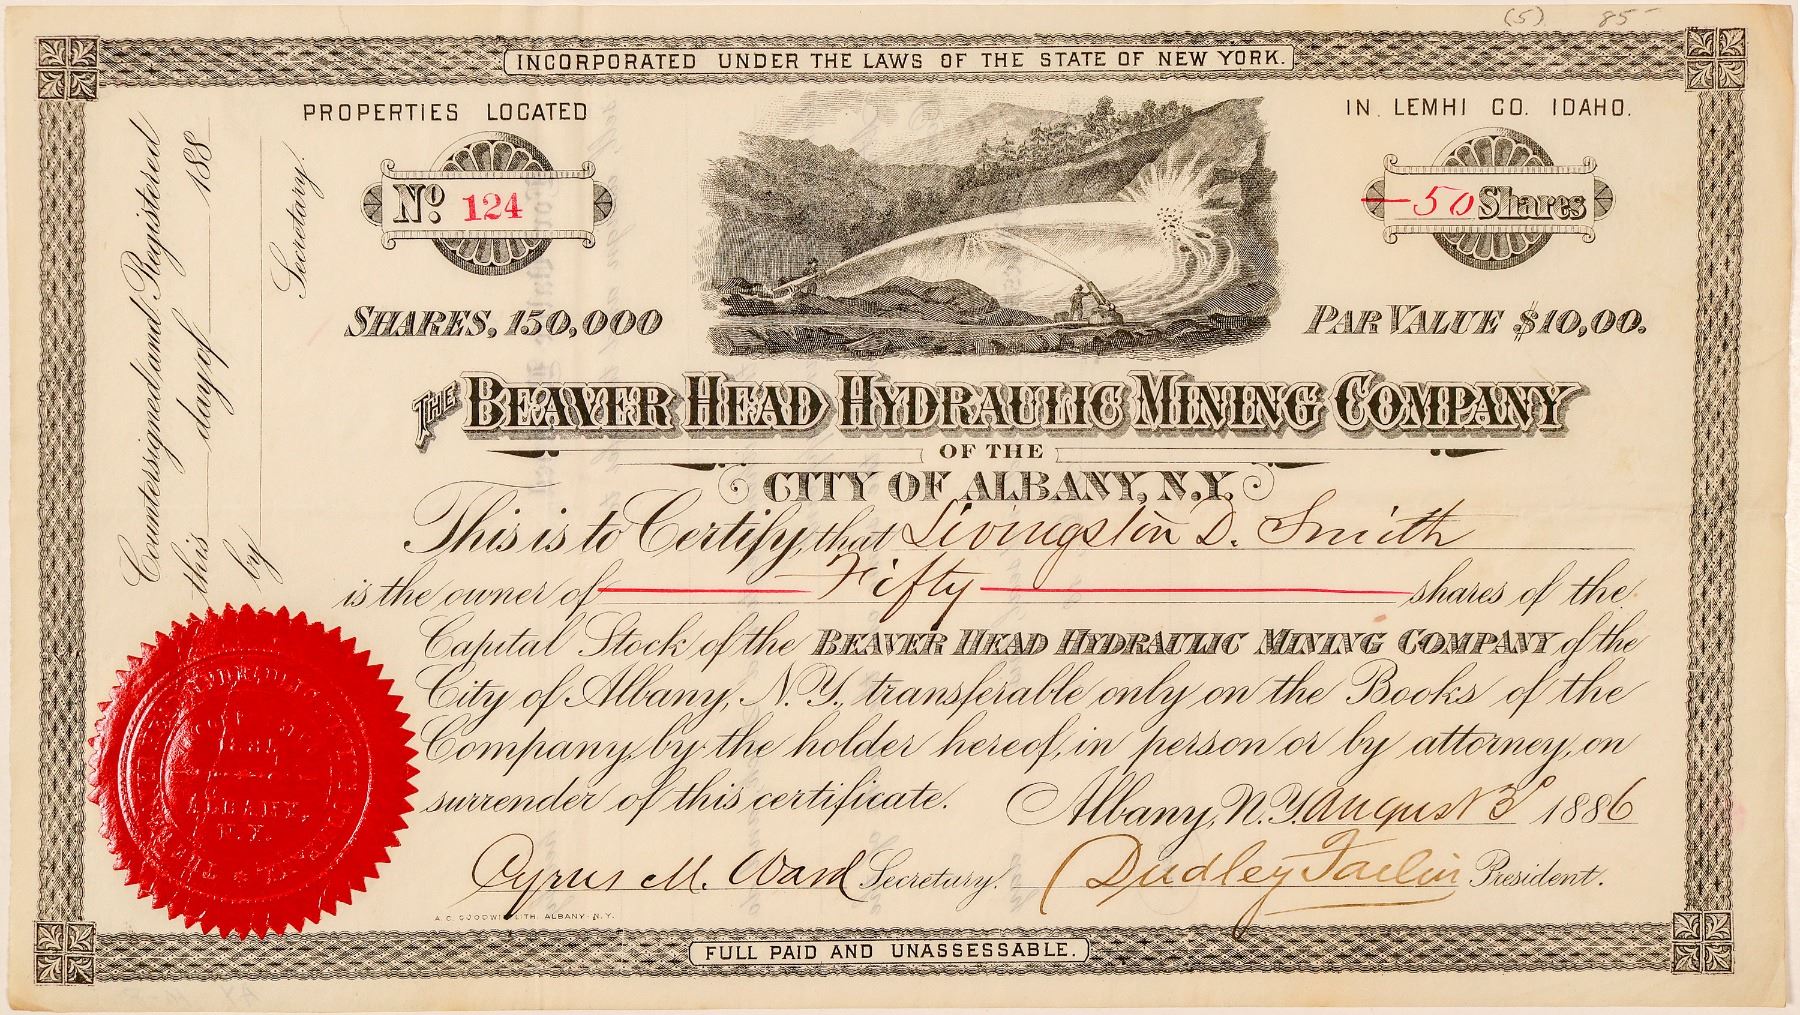 (5) 85-
INCORPORATED UNDER THE LAWS OF THE STATE OF NEW YORK.
PROPERTIES LOCATED
IN LEMHI CO. IDAHO.
No. 124
-50 Shares
SHARES, 150,000
PAR VALUE $10,00.
THE BEAVER HEAD HYDRAULIC MINING COMPANY
OF THE
CITY OF ALBANY, N.Y.
This is to Certify, that Livingston D. Smith
is the owner of Fifty shares of the
Capital Stock of the BEAVER HEAD HYDRAULIC MINING COMPANY of the
City of Albany, N.Y., transferable only on the Books of the
Company, by the holder hereof, in person or by attorney, on
surrender of this certificate.
Albany, N.Y. August 3d 1886
Cyrus M. Ward Secretary.
Dudley President.
A.C. GOODWIN LITH. ALBANY N.Y.
FULL PAID AND UNASSESSABLE.
Countersigned and Registered
this day of 188
by
Secretary.
ALBANY,
N.Y.